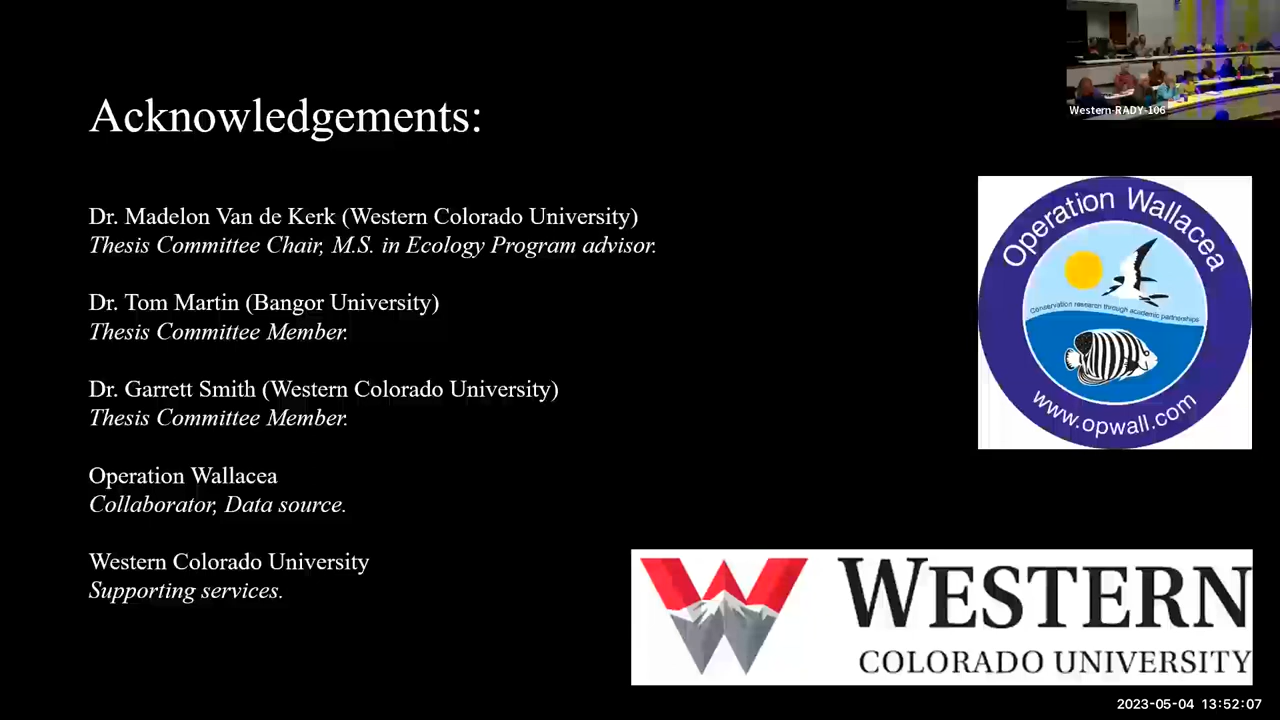 Western-RADY-106
Acknowledgements:
Dr. Madelon Van de Kerk (Western Colorado University)
Thesis Committee Chair, M.S. in Ecology Program advisor.
Dr. Tom Martin (Bangor University)
Thesis Committee Member.
Dr. Garrett Smith (Western Colorado University)
Thesis Committee Member.
Operation Wallacea
Collaborator, Data source.
Western Colorado University
Supporting services.
Operation Wallacea
Conservation research through academic partnerships
www.opwall.com
WESTERN
COLORADO UNIVERSITY
2023-05-04 13:52:07